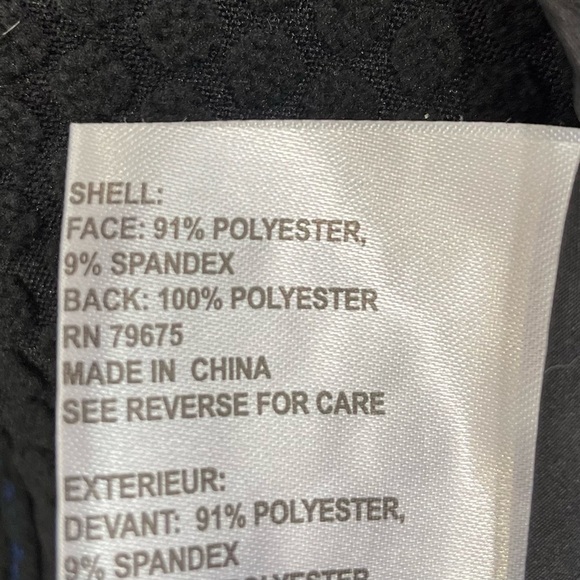 SHELL:
FACE: 91% POLYESTER,
9% SPANDEX
BACK: 100% POLYESTER
RN 79675
MADE IN CHINA
SEE REVERSE FOR CARE
EXTERIEUR:
DEVANT: 91% POLYESTER,
9% SPANDEX
POLYESTER